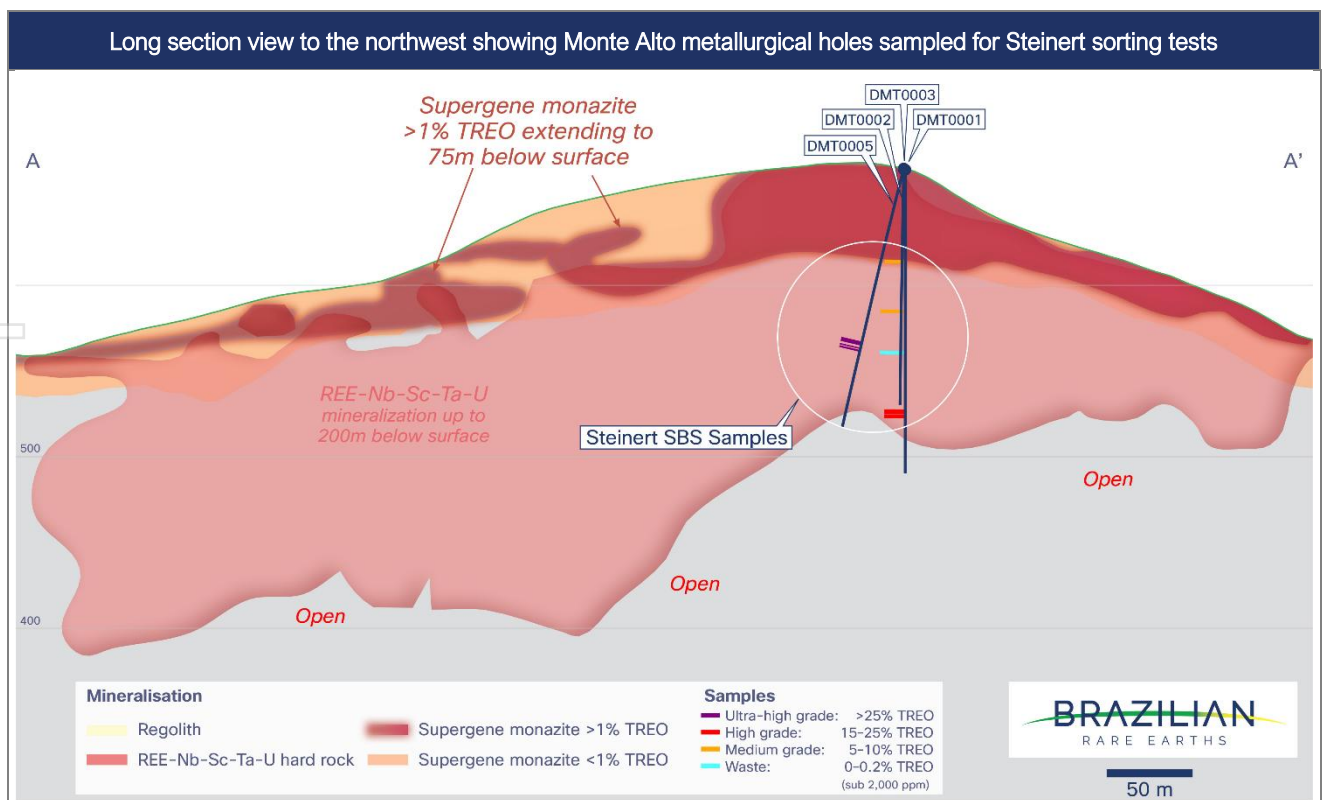 Long section view to the northwest showing Monte Alto metallurgical holes sampled for Steinert sorting tests
A
A'
Supergene monazite
>1% TREO extending to
75m below surface
DMT0003
DMT0002
DMT0001
DMT0005
REE-Nb-Sc-Ta-U
mineralization up to
200m below surface
Steinert SBS Samples
500
Open
Open
Open
400
Mineralisation
Regolith
REE-Nb-Sc-Ta-U hard rock
Supergene monazite >1% TREO
Supergene monazite <1% TREO
Samples
Ultra-high grade: >25% TREO
High grade: 15-25% TREO
Medium grade: 5-10% TREO
Waste: 0-0.2% TREO
(sub 2,000 ppm)
BRAZILIAN
RARE EARTHS
50 m